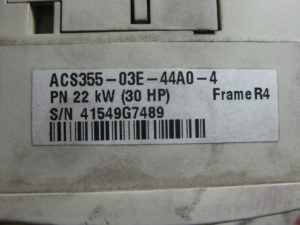 ACS355-03E-44A0-4
PN 22 kW (30 HP) Frame R4
S/N 41549G7489